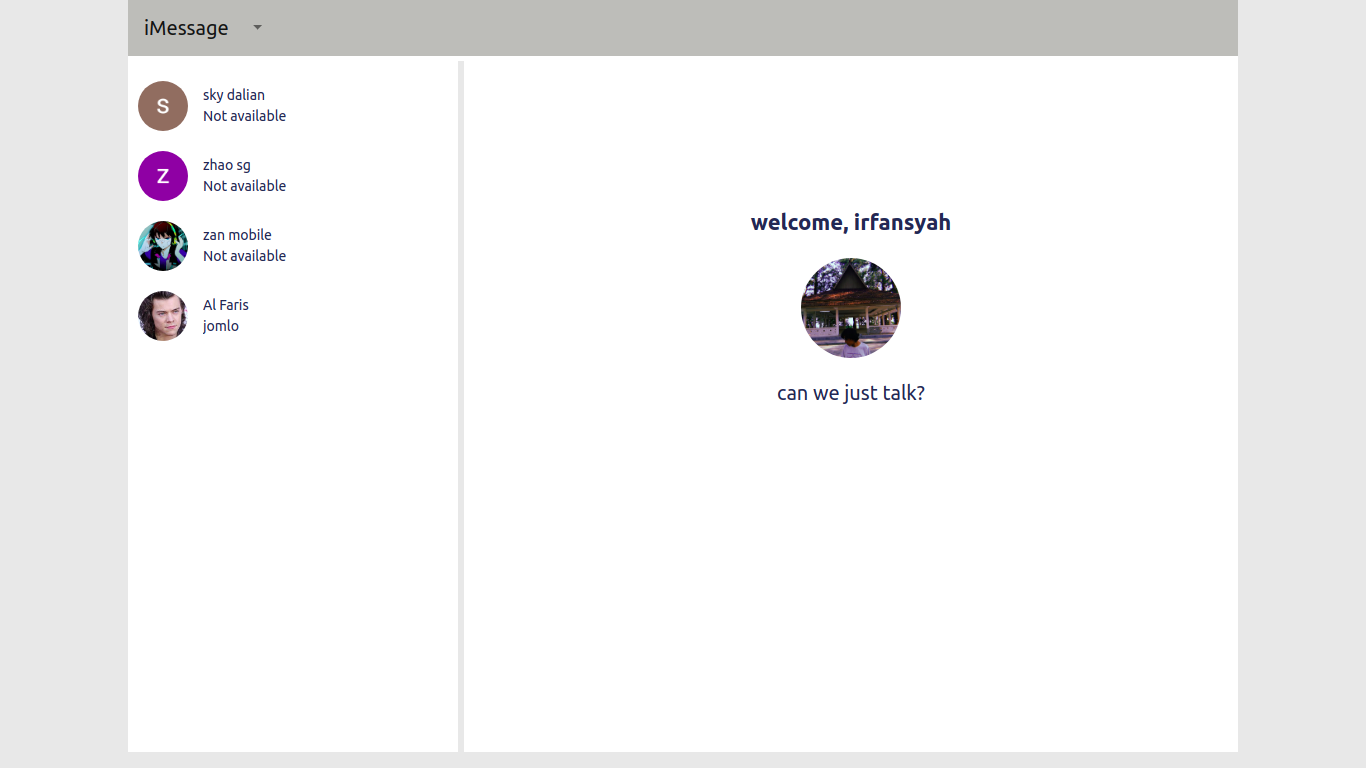 iMessage
S
sky dalian
Not available
Z
zhao sg
Not available
zan mobile
Not available
Al Faris
jomlo
welcome, irfansyah
can we just talk?